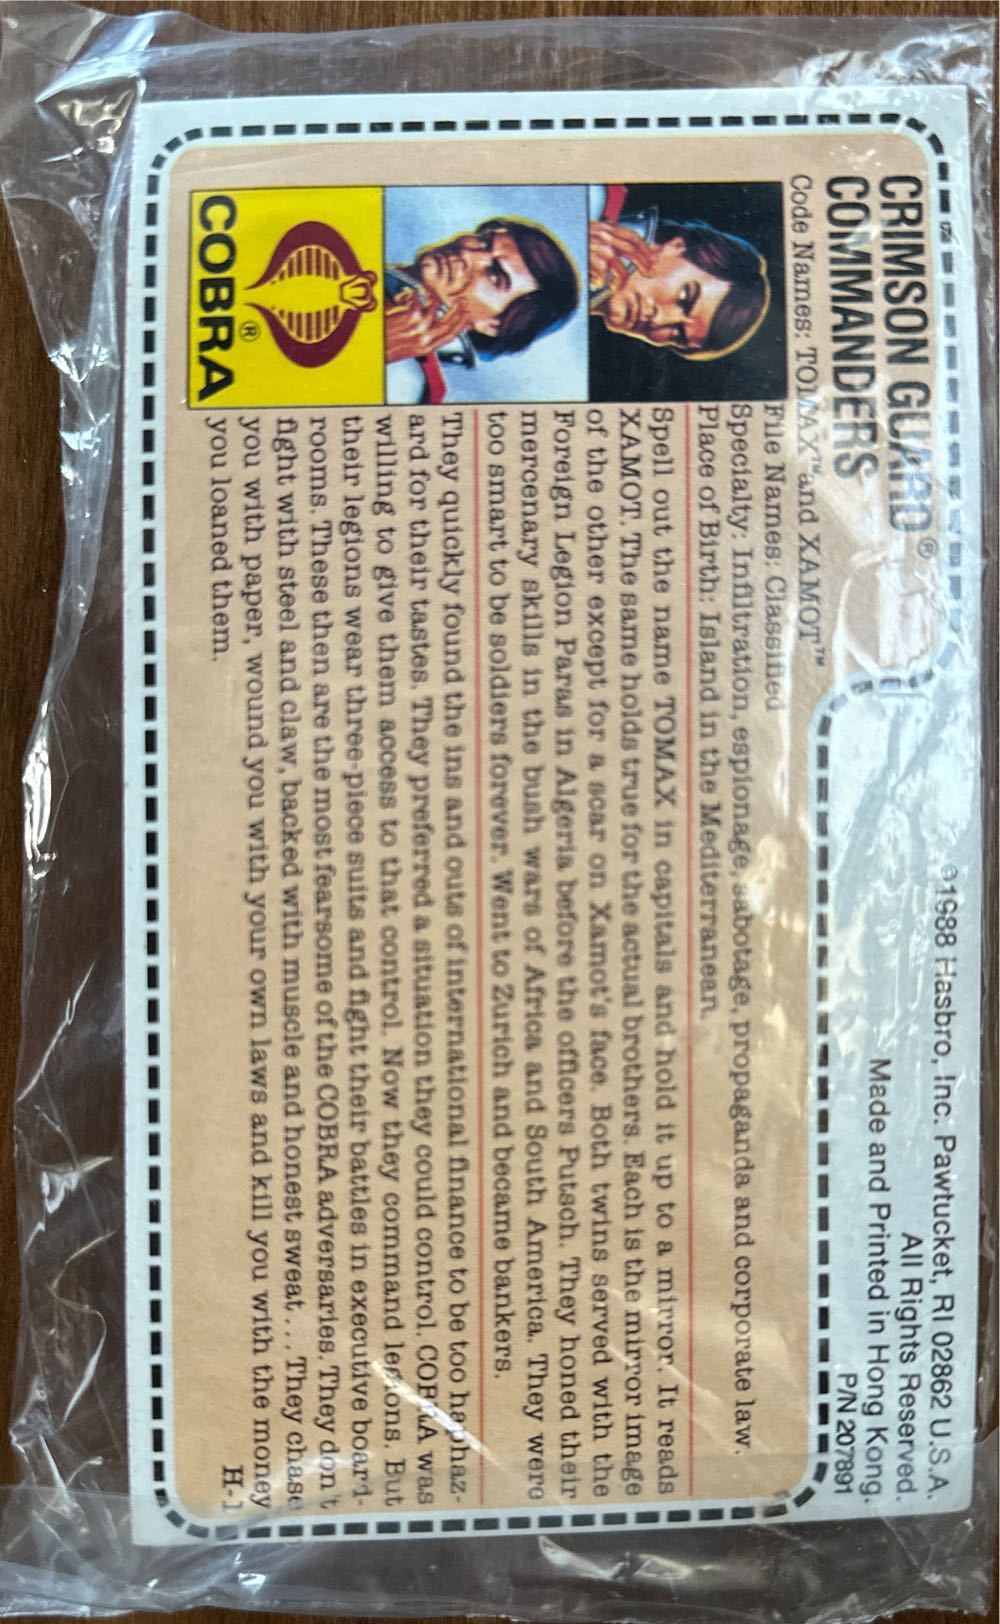 CRIMSON GUARD®
COMMANDERS
Code Names: TOMAX™ and XAMOT™
©1988 Hasbro, Inc. Pawtucket, RI 02862 U.S.A.
All Rights Reserved.
Made and Printed in Hong Kong.
P/N 207891
File Names: Classified
Specialty: Infiltration, espionage, sabotage, propaganda and corporate law.
Place of Birth: Island in the Mediterranean.
Spell out the name TOMAX in capitals and hold it up to a mirror. It reads
XAMOT. The same holds true for the actual brothers. Each is the mirror image
of the other except for a scar on Xamot's face. Both twins served with the
Foreign Legion Paras in Algeria before the officers Putsch. They honed their
mercenary skills in the bush wars of Africa and South America. They were
too smart to be soldiers forever. Went to Zurich and became bankers.
They quickly found the ins and outs of international finance to be too haphaz-
ard for their tastes. They preferred a situation they could control. COBRA was
willing to give them access to that control. Now they command legions. But
their legions wear three-piece suits and fight their battles in executive board-
rooms. These then are the most fearsome of the COBRA adversaries. They don't
fight with steel and claw, backed with muscle and honest sweat... They chase
you with paper, wound you with your own laws and kill you with the money
you loaned them.
H-1
COBRA®